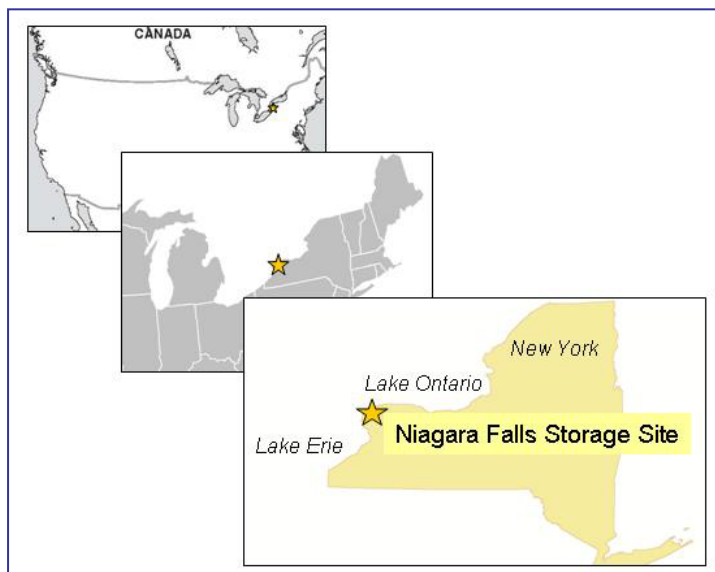 CANADA
New York
Lake Ontario
Niagara Falls Storage Site
Lake Erie